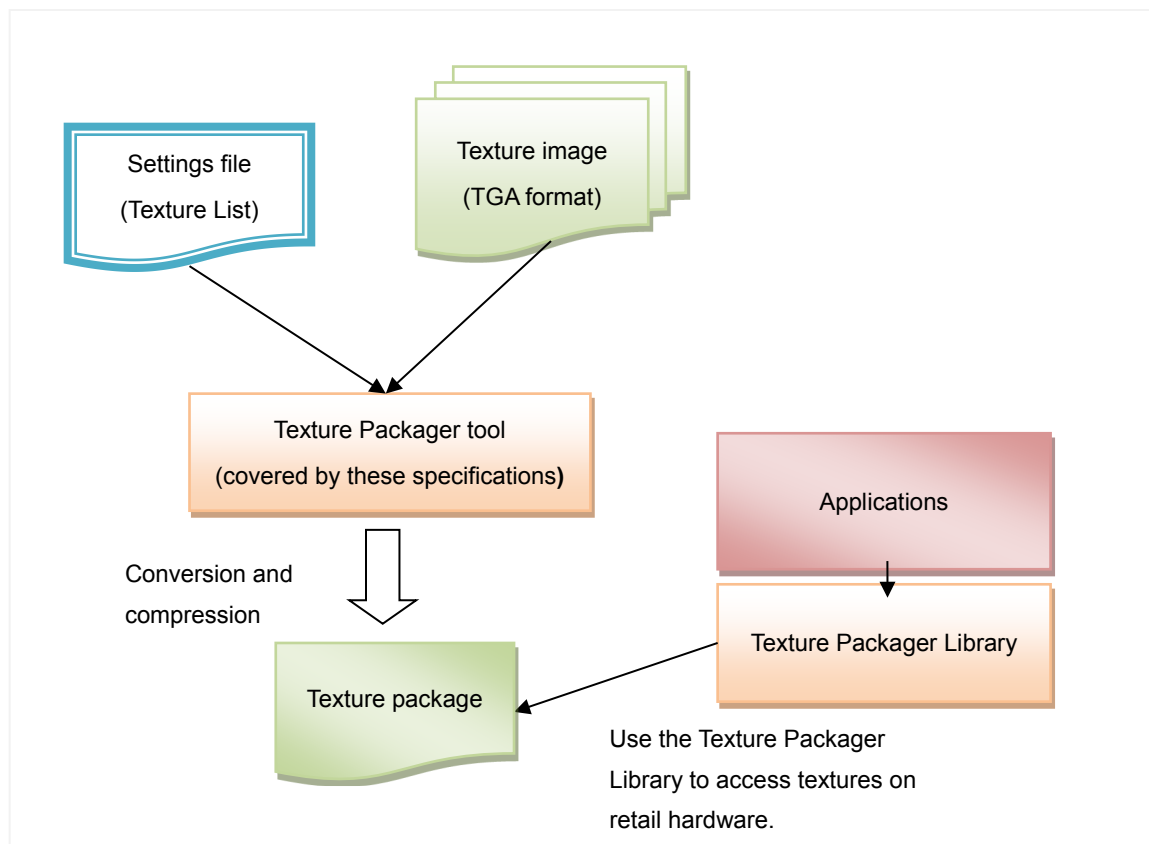 Settings file
(Texture List)
Texture image
(TGA format)
Texture Packager tool
(covered by these specifications)
Applications
Conversion and
compression
Texture Packager Library
Texture package
Use the Texture Packager
Library to access textures on
retail hardware.